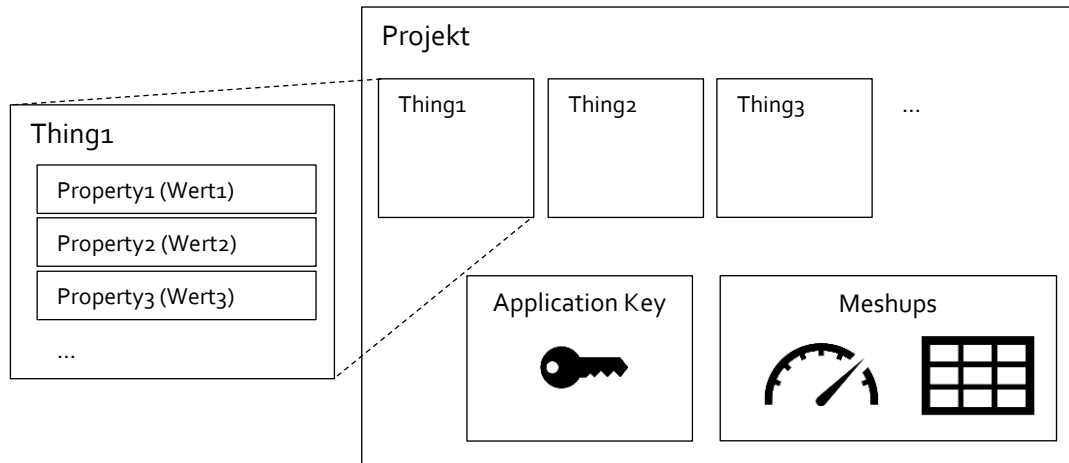 Projekt
Thing1
Thing2
Thing3
...
Thing1
Property1 (Wert1)
Property2 (Wert2)
Property3 (Wert3)
...
Application Key
Meshups